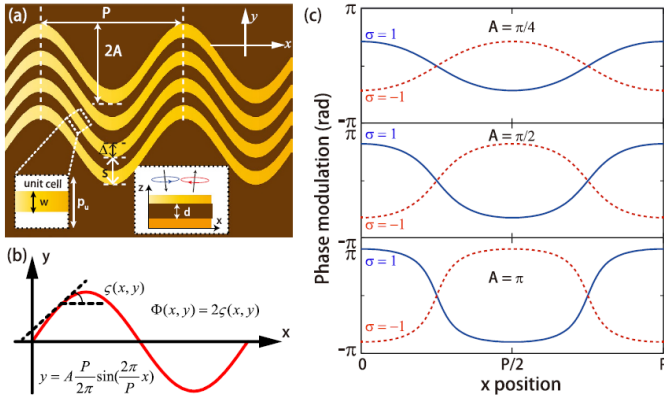 (a)
P
y
x
2A
Λ
S
unit cell
w
p_u
z
d
x
(b)
y
ς(x, y)
Φ(x, y) = 2ς(x, y)
x
y = A P/2π sin(2π/P x)
(c)
Phase modulation (rad)
π
σ = 1
A = π/4
σ = −1
-π
π
σ = 1
A = π/2
σ = −1
-π
π
σ = 1
A = π
σ = −1
-π
0
P/2
P
x position